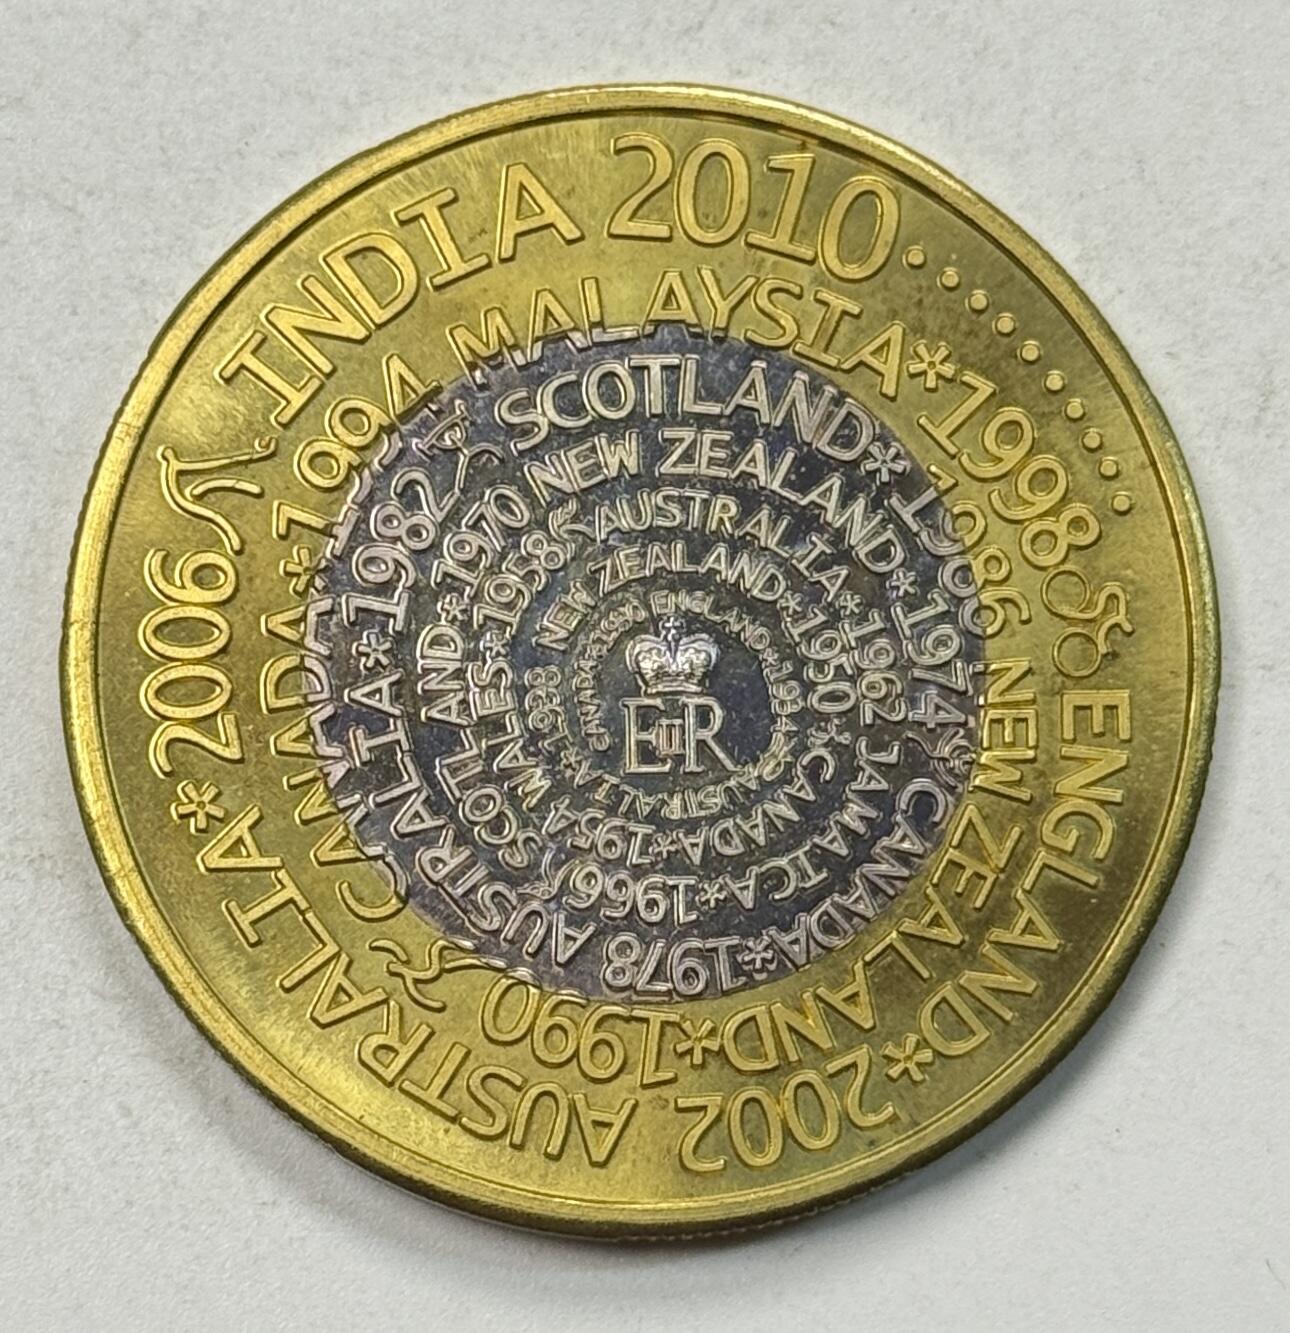 EIIR
CANADA*1930
ENGLAND*1934
AUSTRALIA*1938
NEW ZEALAND*1950
CANADA*1954
WALES*1958
AUSTRALIA*1962
JAMAICA*1966
SCOTLAND*1970
NEW ZEALAND*1974
CANADA*1978
AUSTRALIA*1982
SCOTLAND*1986
NEW ZEALAND*1990
CANADA*1994
MALAYSIA*1998
ENGLAND*2002
AUSTRALIA*2006
INDIA 2010